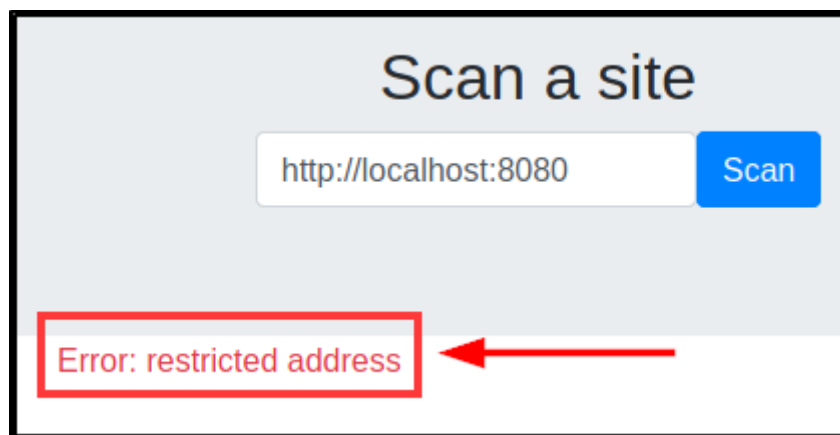 Scan a site
http://localhost:8080 Scan
Error: restricted address